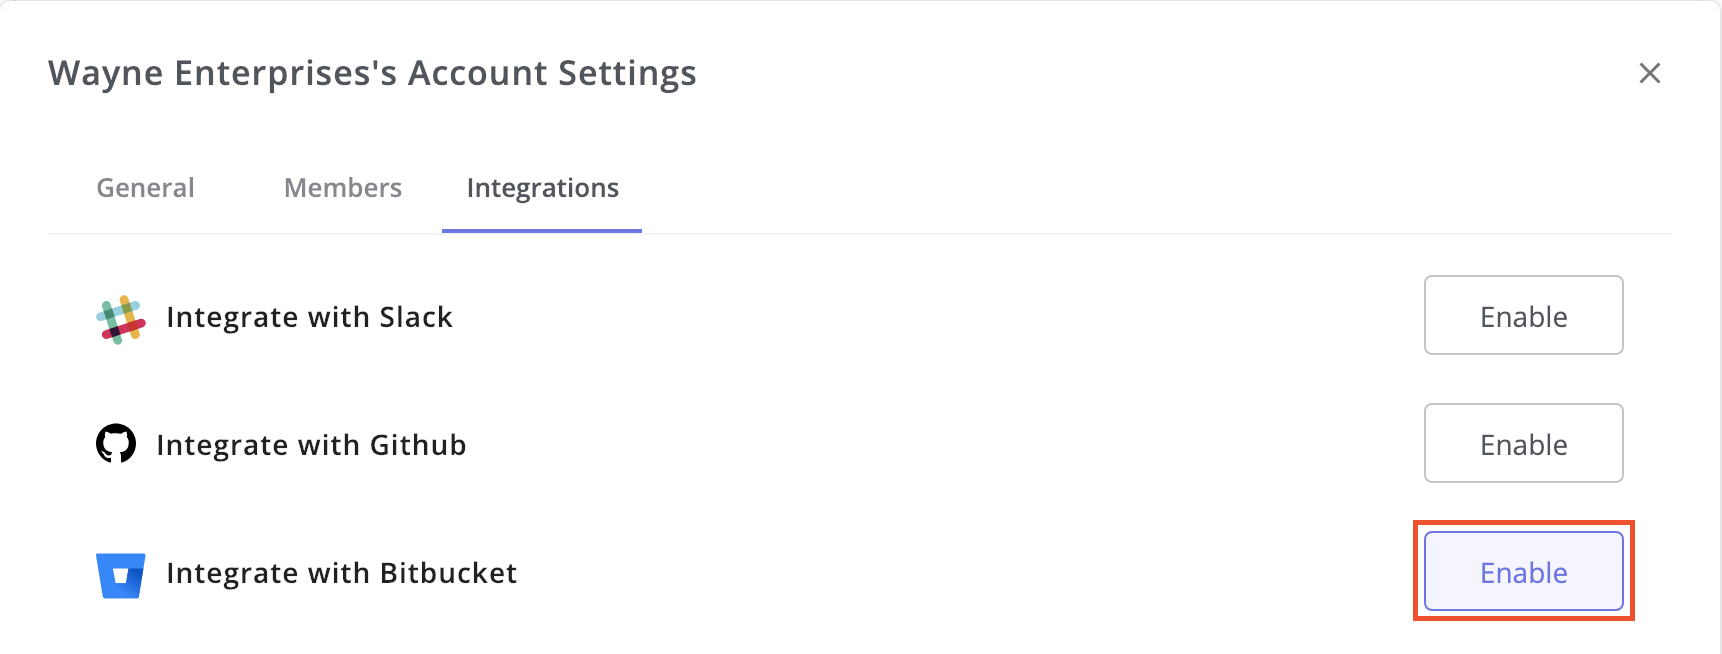 Wayne Enterprises's Account Settings
General Members Integrations
Integrate with Slack Enable
Integrate with Github Enable
Integrate with Bitbucket Enable